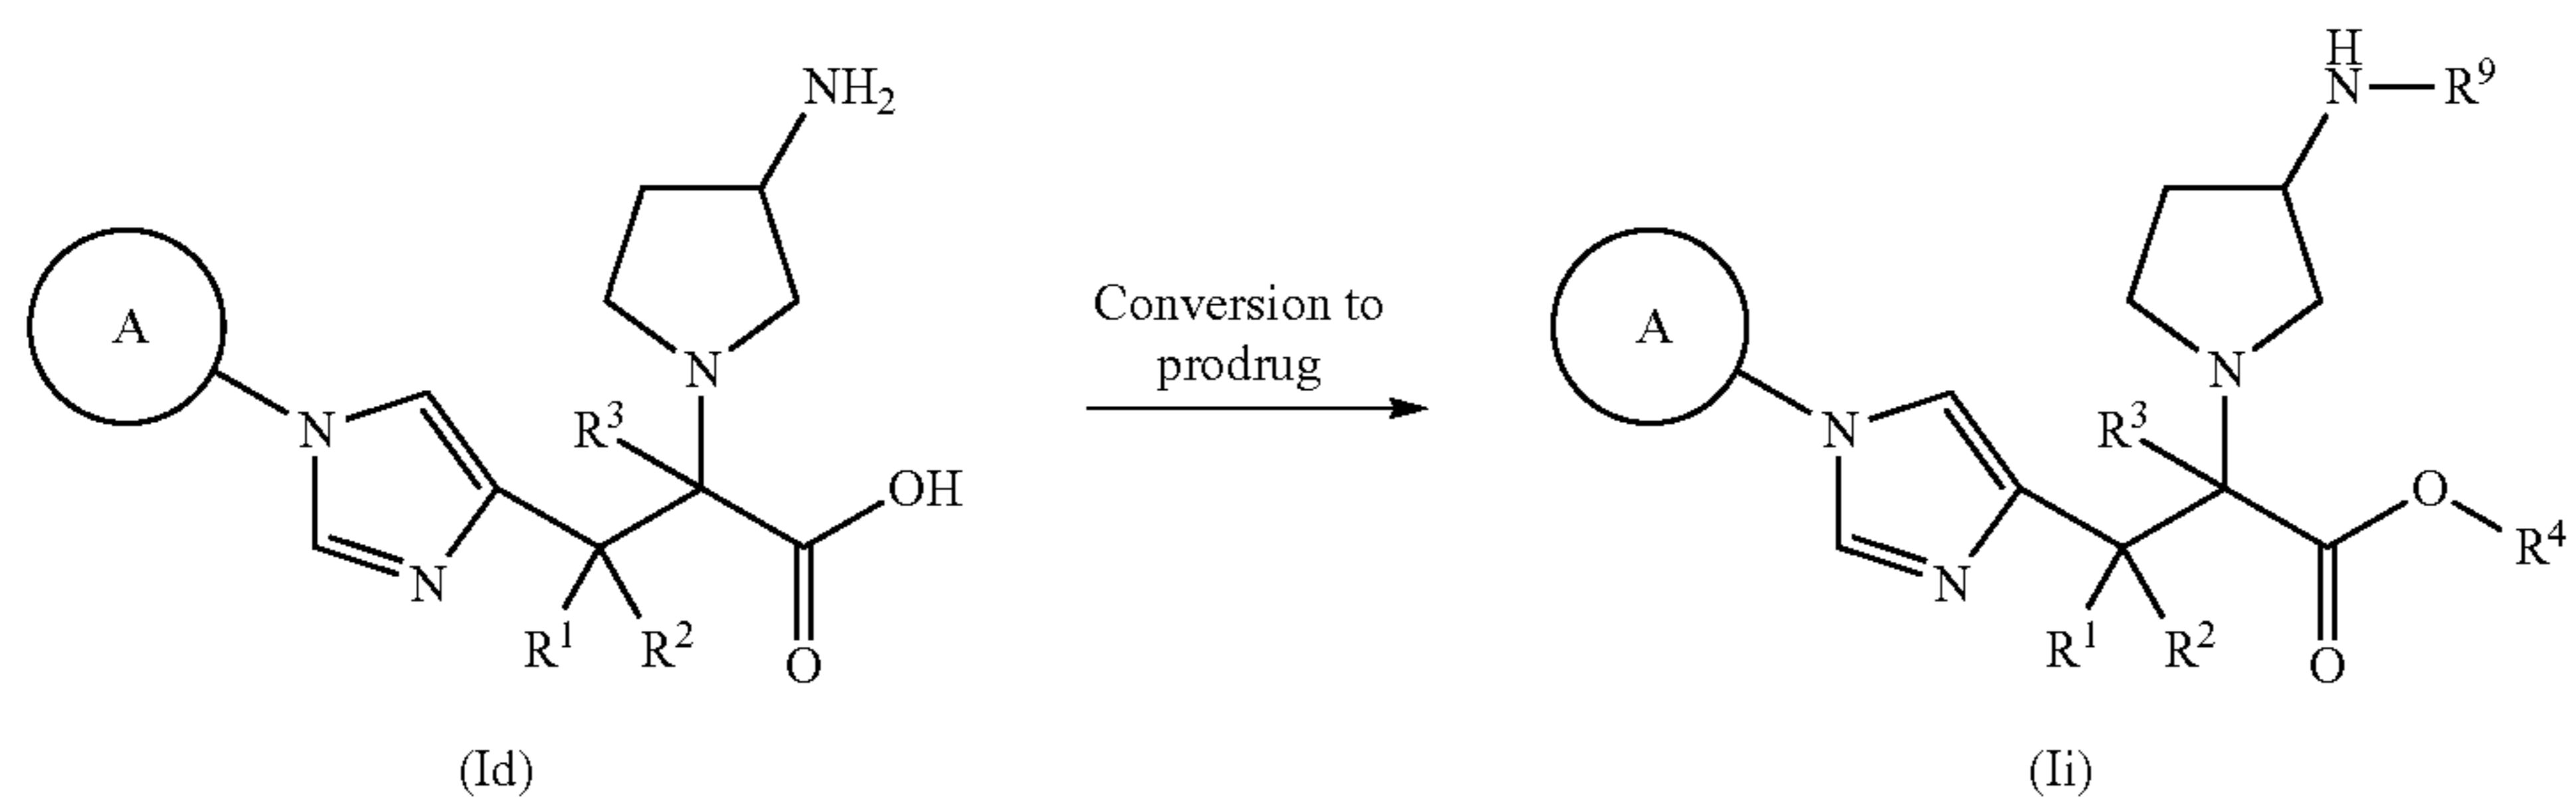 NH₂
H
N—R⁹
A
N
N
R³
OH
N
R¹
R²
O
(Id)
Conversion to
prodrug
A
N
N
R³
O
R⁴
N
R¹
R²
O
(Ii)